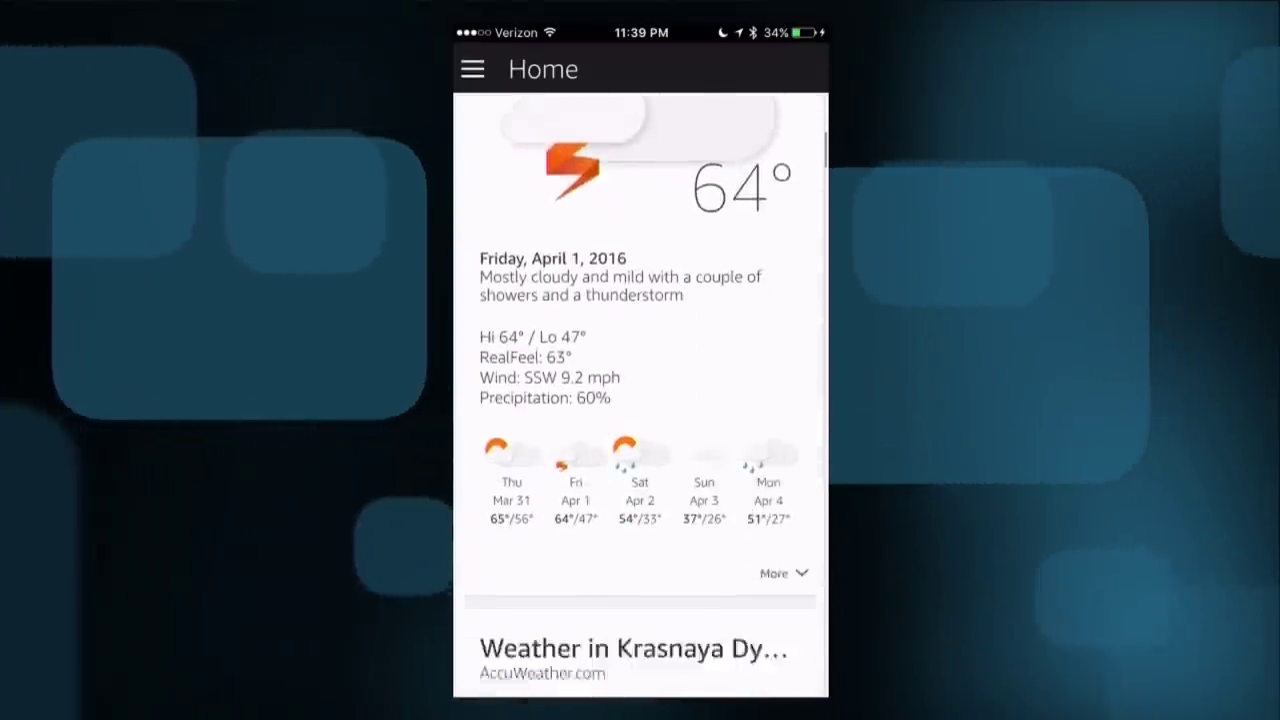 Verizon 11:39 PM 34%
Home
64°
Friday, April 1, 2016
Mostly cloudy and mild with a couple of
showers and a thunderstorm
Hi 64° / Lo 47°
RealFeel: 63°
Wind: SSW 9.2 mph
Precipitation: 60%
Thu Fri Sat Sun Mon
Mar 31 Apr 1 Apr 2 Apr 3 Apr 4
65°/56° 64°/47° 54°/33° 37°/26° 51°/27°
More
Weather in Krasnaya Dy...
AccuWeather.com